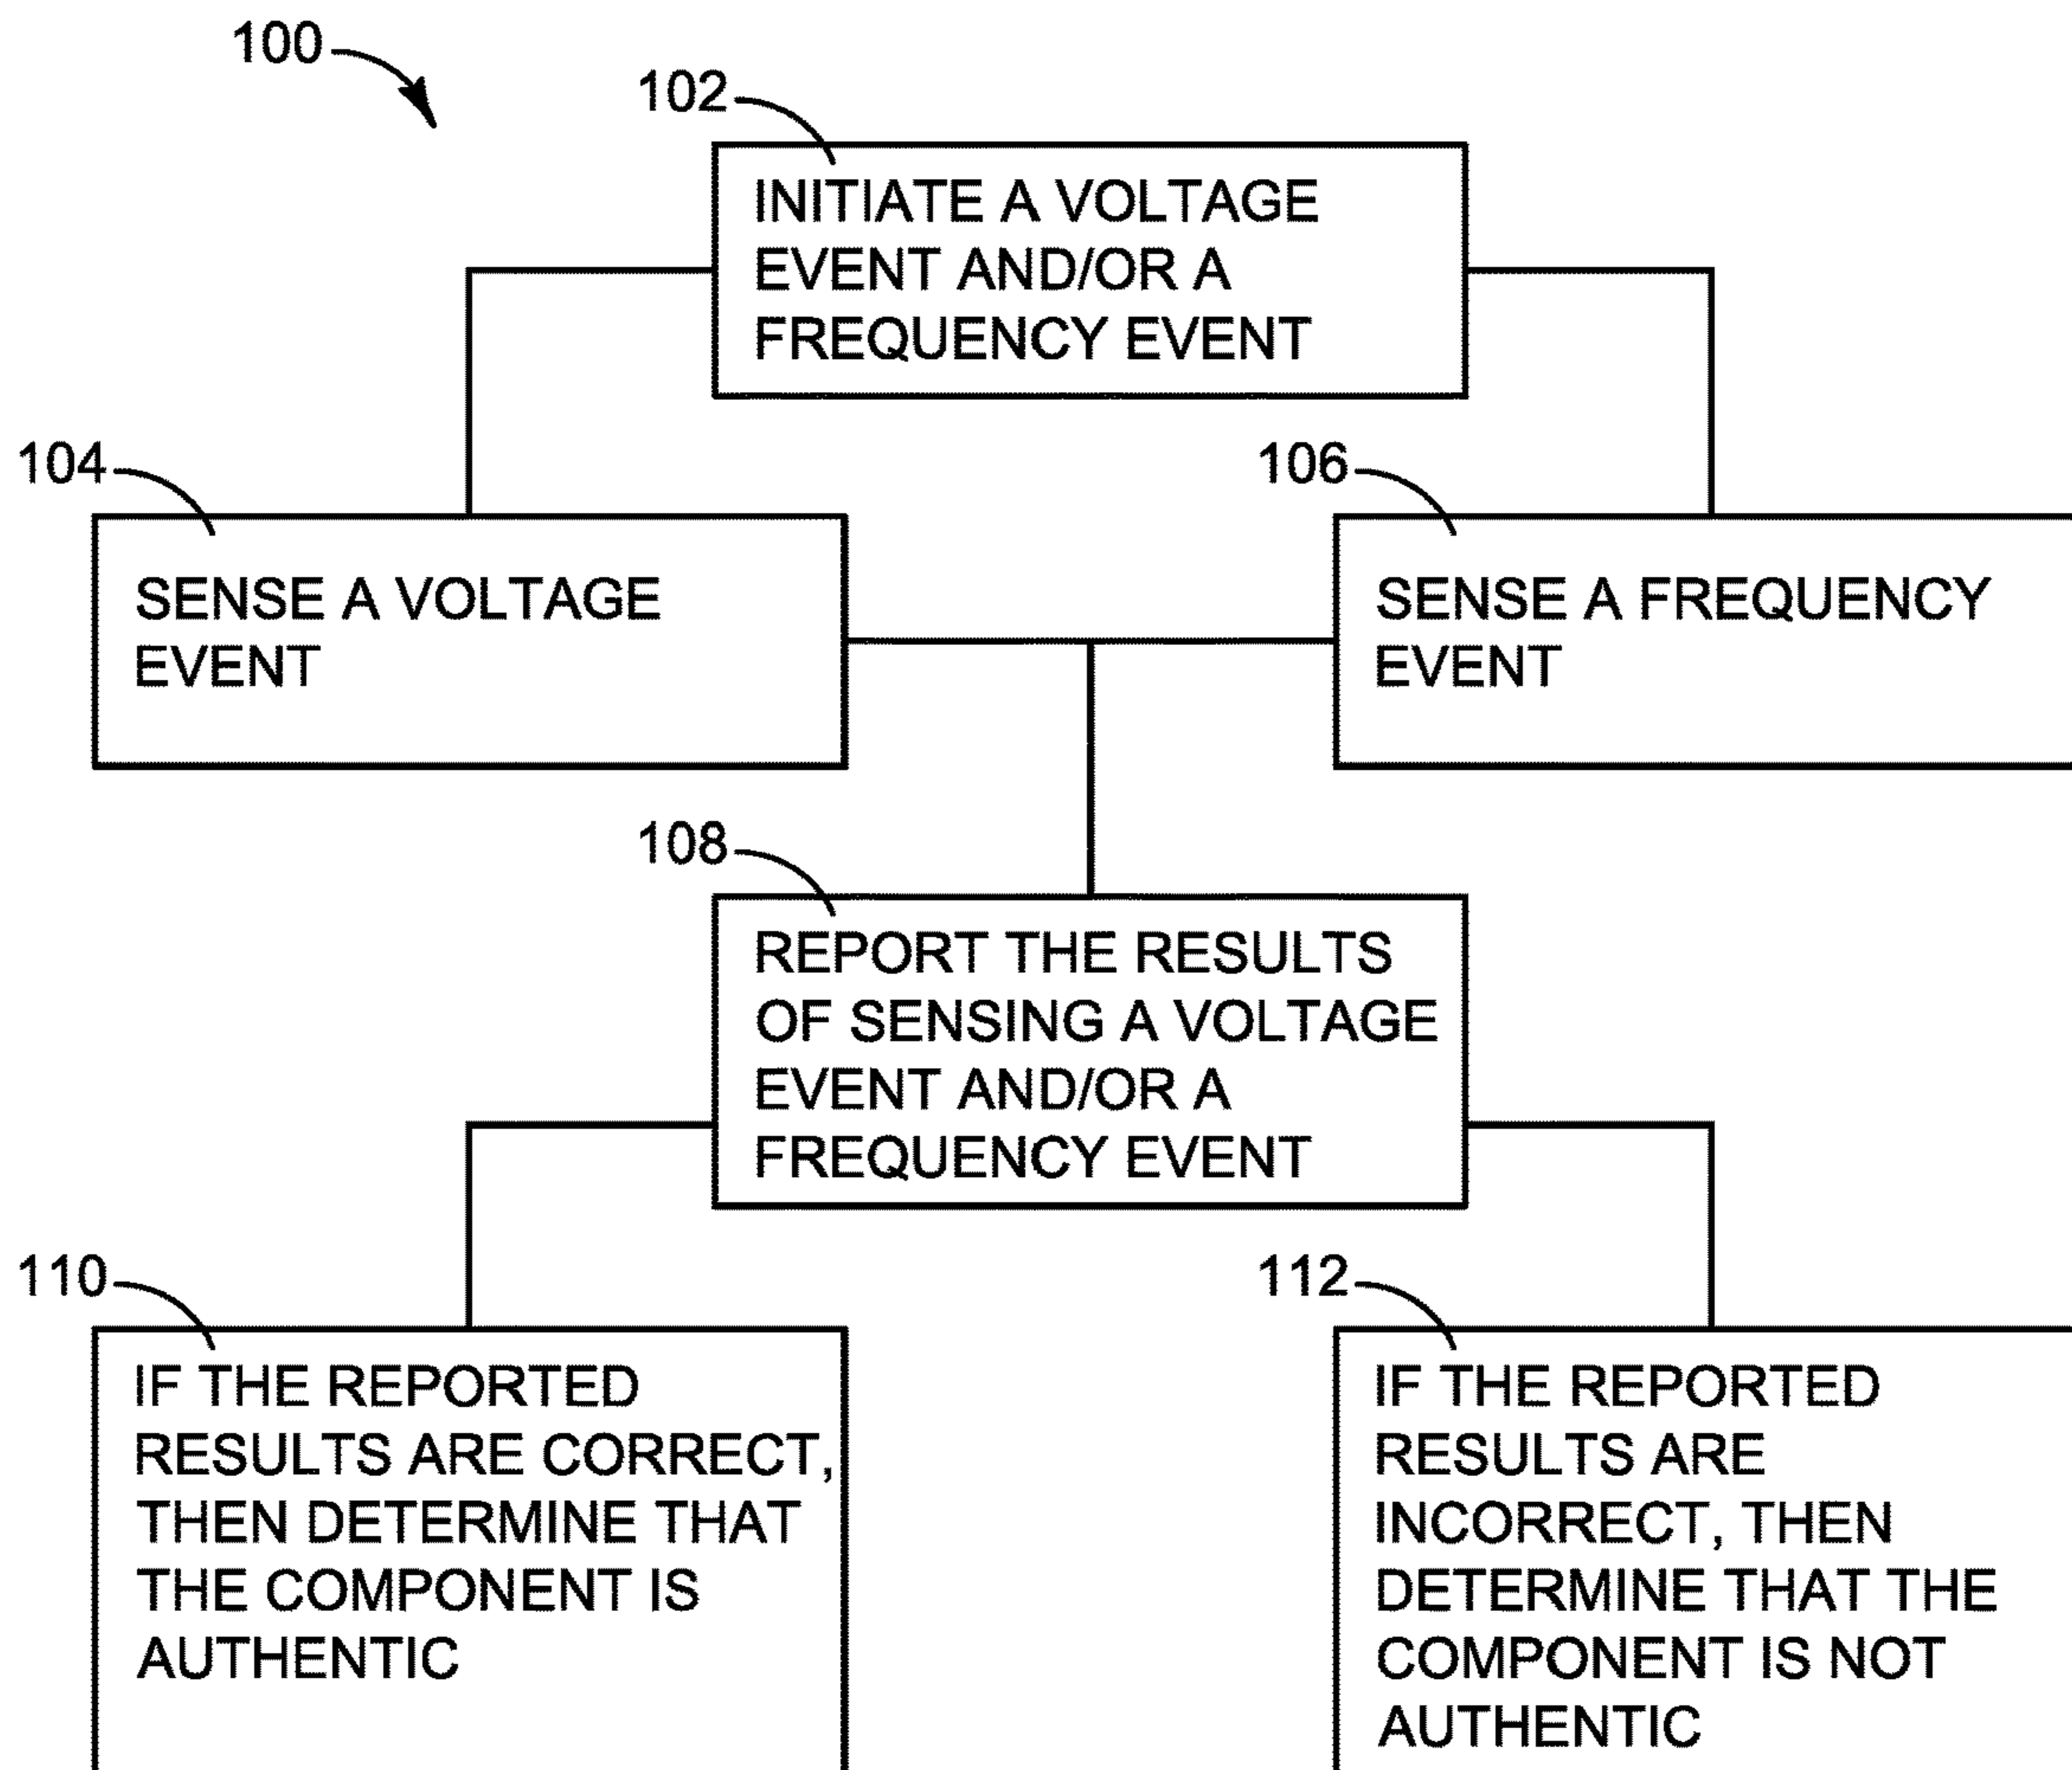 100
102
INITIATE A VOLTAGE
EVENT AND/OR A
FREQUENCY EVENT
104
SENSE A VOLTAGE
EVENT
106
SENSE A FREQUENCY
EVENT
108
REPORT THE RESULTS
OF SENSING A VOLTAGE
EVENT AND/OR A
FREQUENCY EVENT
110
IF THE REPORTED
RESULTS ARE CORRECT,
THEN DETERMINE THAT
THE COMPONENT IS
AUTHENTIC
112
IF THE REPORTED
RESULTS ARE
INCORRECT, THEN
DETERMINE THAT THE
COMPONENT IS NOT
AUTHENTIC